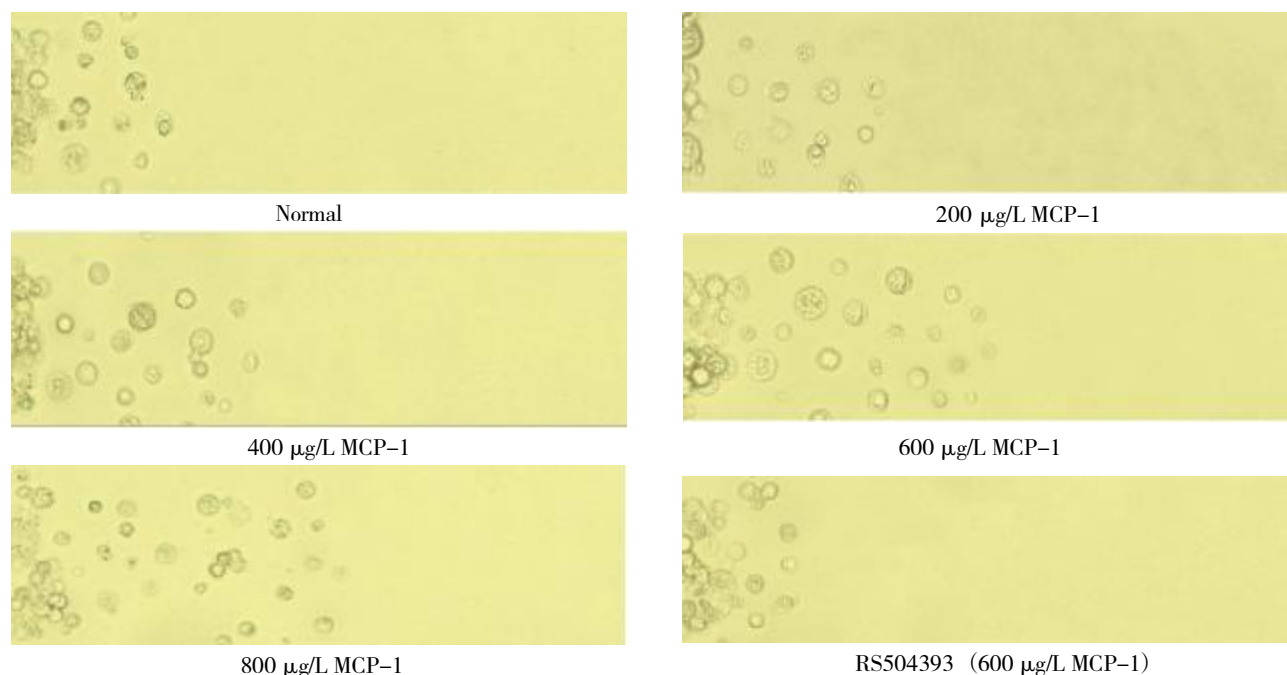 Normal
200 μg/L MCP-1
400 μg/L MCP-1
600 μg/L MCP-1
800 μg/L MCP-1
RS504393 (600 μg/L MCP-1)